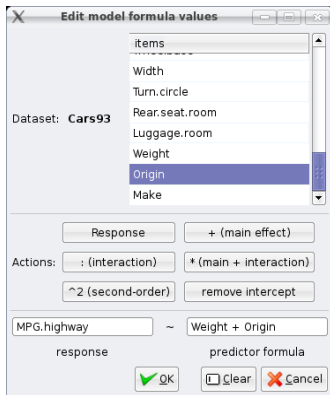 Edit model formula values
items
Wheelbase
Width
Turn.circle
Rear.seat.room
Dataset: Cars93
Luggage.room
Weight
Origin
Make
Response
+ (main effect)
Actions:
: (interaction)
* (main + interaction)
^2 (second-order)
remove intercept
MPG.highway
~
Weight + Origin
response
predictor formula
OK
Clear
Cancel